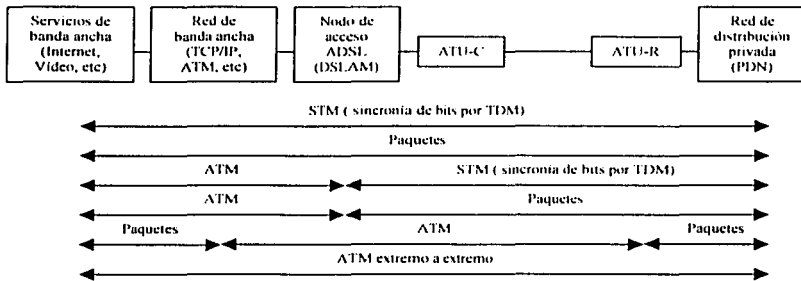 Servicios de
banda ancha
(Internet,
Vídeo, etc)
Red de
banda ancha
(TCP/IP,
ATM, etc)
Nodo de
acceso
ADSL
(DSLAM)
ATU-C
ATU-R
Red de
distribución
privada
(PDN)
STM ( sincronía de bits por TDM)
Paquetes
ATM
STM ( sincronía de bits por TDM)
ATM
Paquetes
Paquetes
ATM
Paquetes
ATM extremo a extremo